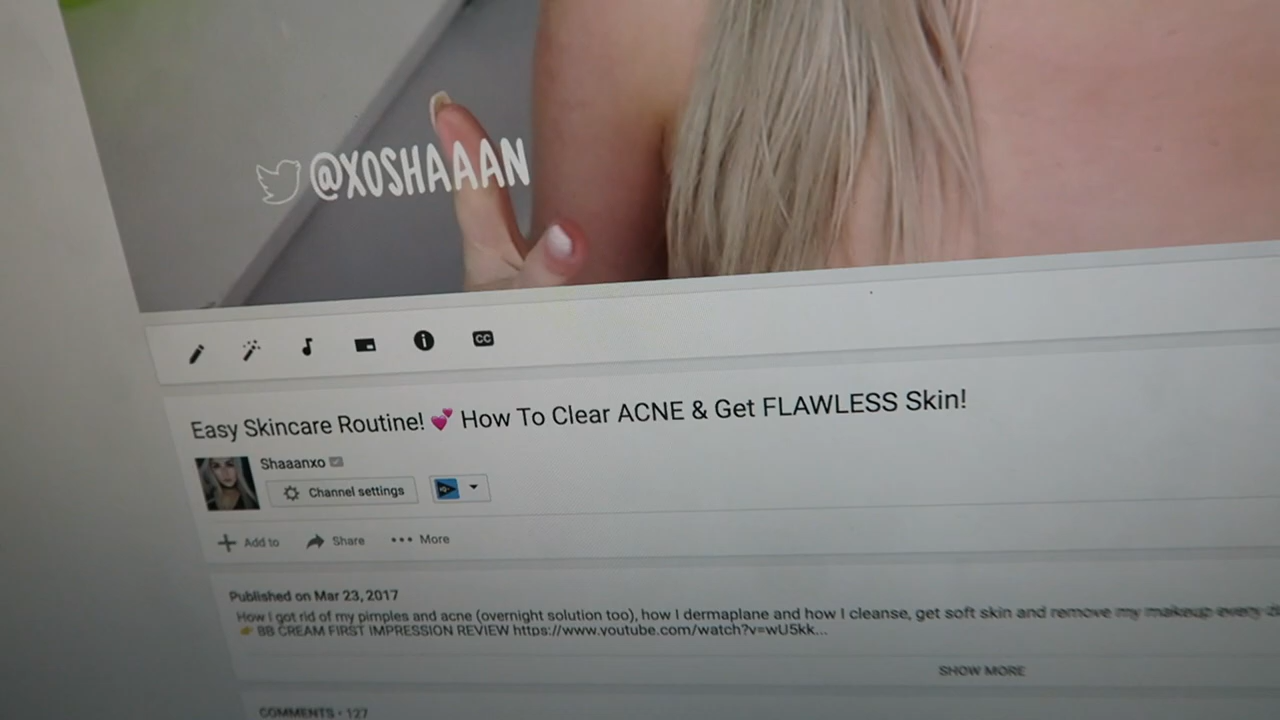 @XOSHAAAN
CC
Easy Skincare Routine! 💕 How To Clear ACNE & Get FLAWLESS Skin!
Shaaanxo
Channel settings
Add to Share More
Published on Mar 23, 2017
How I got rid of my pimples and acne (overnight solution too), how I dermaplane and how I cleanse, get soft skin and remove my makeup every
👉 BB CREAM FIRST IMPRESSION REVIEW https://www.youtube.com/watch?v=wU5kk...
SHOW MORE
COMMENTS • 127